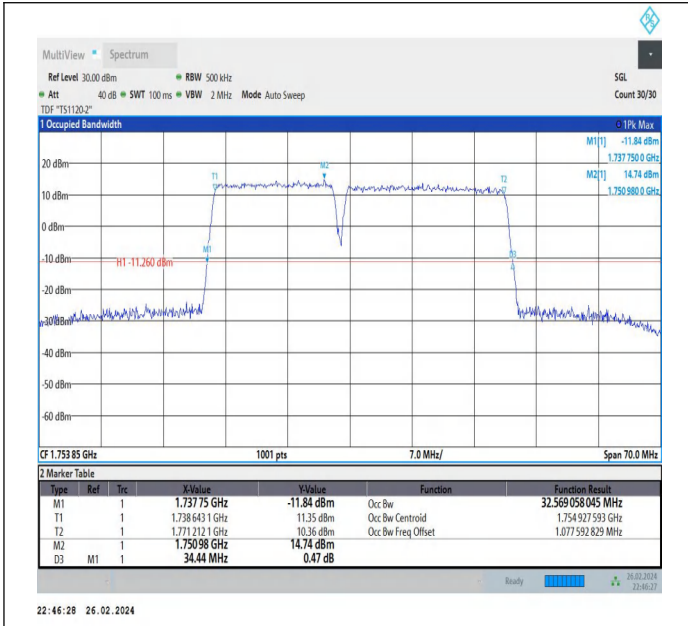 MultiView Spectrum
Ref Level 30.00 dBm RBW 500 kHz SGL
Att 40 dB SWT 100 ms VBW 2 MHz Mode Auto Sweep Count 30/30
TDF "TS1120-2"
1 Occupied Bandwidth 1Pk Max
M1[1] -11.84 dBm
1.737 750 0 GHz
M2[1] 14.74 dBm
1.750 980 0 GHz
20 dBm
M2
T1
T2
10 dBm
0 dBm
M1
D3
-10 dBm
H1 -11.260 dBm
-20 dBm
-30 dBm
-40 dBm
-50 dBm
-60 dBm
CF 1.753 85 GHz 1001 pts 7.0 MHz/ Span 70.0 MHz
2 Marker Table
Type Ref Trc X-Value Y-Value Function Function Result
M1 1 1.737 75 GHz -11.84 dBm Occ Bw 32.569 058 045 MHz
T1 1 1.738 643 1 GHz 11.35 dBm Occ Bw Centroid 1.754 927 593 GHz
T2 1 1.771 212 1 GHz 10.36 dBm Occ Bw Freq Offset 1.077 592 829 MHz
M2 1 1.750 98 GHz 14.74 dBm
D3 M1 1 34.44 MHz 0.47 dB
Ready 26.02.2024
22:46:27
22:46:28 26.02.2024